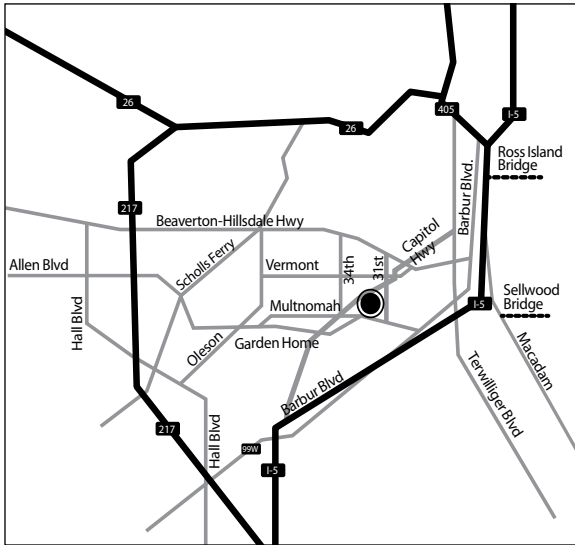 26
405
I-5
26
Ross Island
Bridge
Barbur Blvd.
217
Beaverton-Hillsdale Hwy
Capitol
Hwy
Scholls Ferry
Allen Blvd
Vermont
34th
31st
Hall Blvd
Multnomah
Sellwood
Bridge
I-5
Oleson
Garden Home
Macadam
Barbur Blvd
Terwilliger Blvd
217
Hall Blvd
99W
I-5